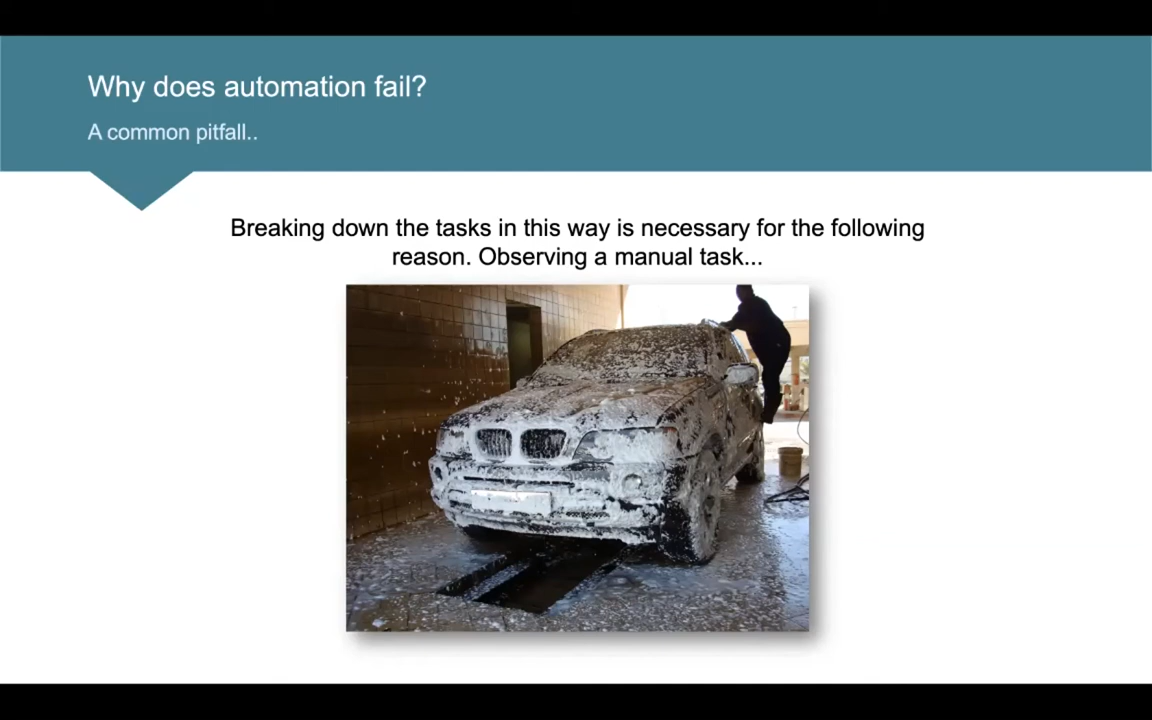 Why does automation fail?
A common pitfall..
Breaking down the tasks in this way is necessary for the following
reason. Observing a manual task...